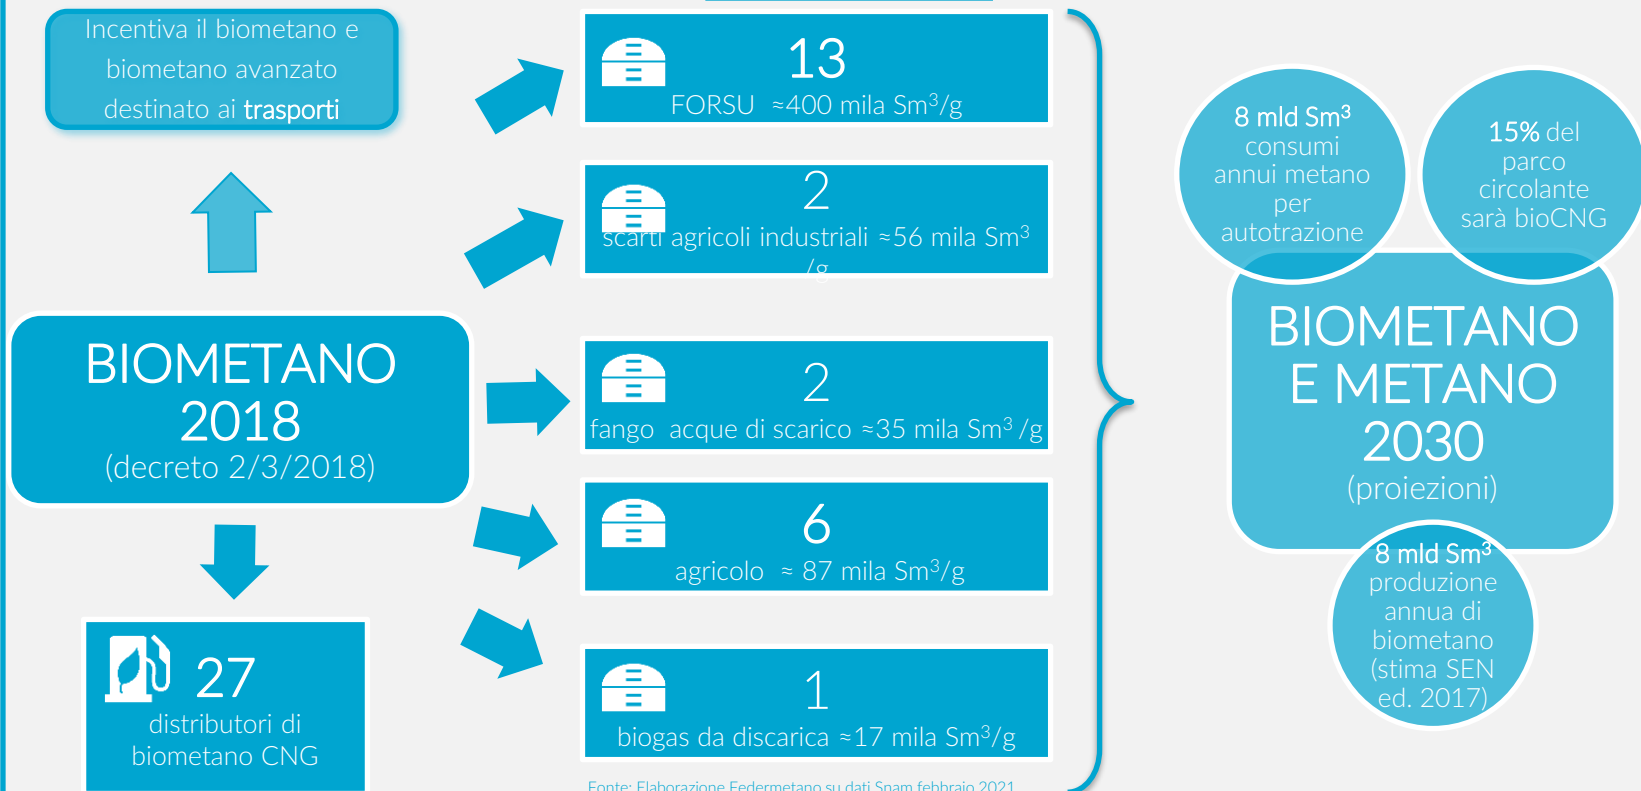 Incentiva il biometano e
biometano avanzato
destinato ai trasporti
BIOMETANO
2018
(decreto 2/3/2018)
27
distributori di
biometano CNG
13
FORSU ≈400 mila Sm³/g
2
scarti agricoli industriali ≈56 mila Sm³
/g
2
fango acque di scarico ≈35 mila Sm³ /g
6
agricolo ≈ 87 mila Sm³/g
1
biogas da discarica ≈17 mila Sm³/g
Fonte: Elaborazione Federmetano su dati Snam febbraio 2021
8 mld Sm³
consumi
annui metano
per
autotrazione
15% del
parco
circolante
sarà bioCNG
BIOMETANO
E METANO
2030
(proiezioni)
8 mld Sm³
produzione
annua di
biometano
(stima SEN
ed. 2017)